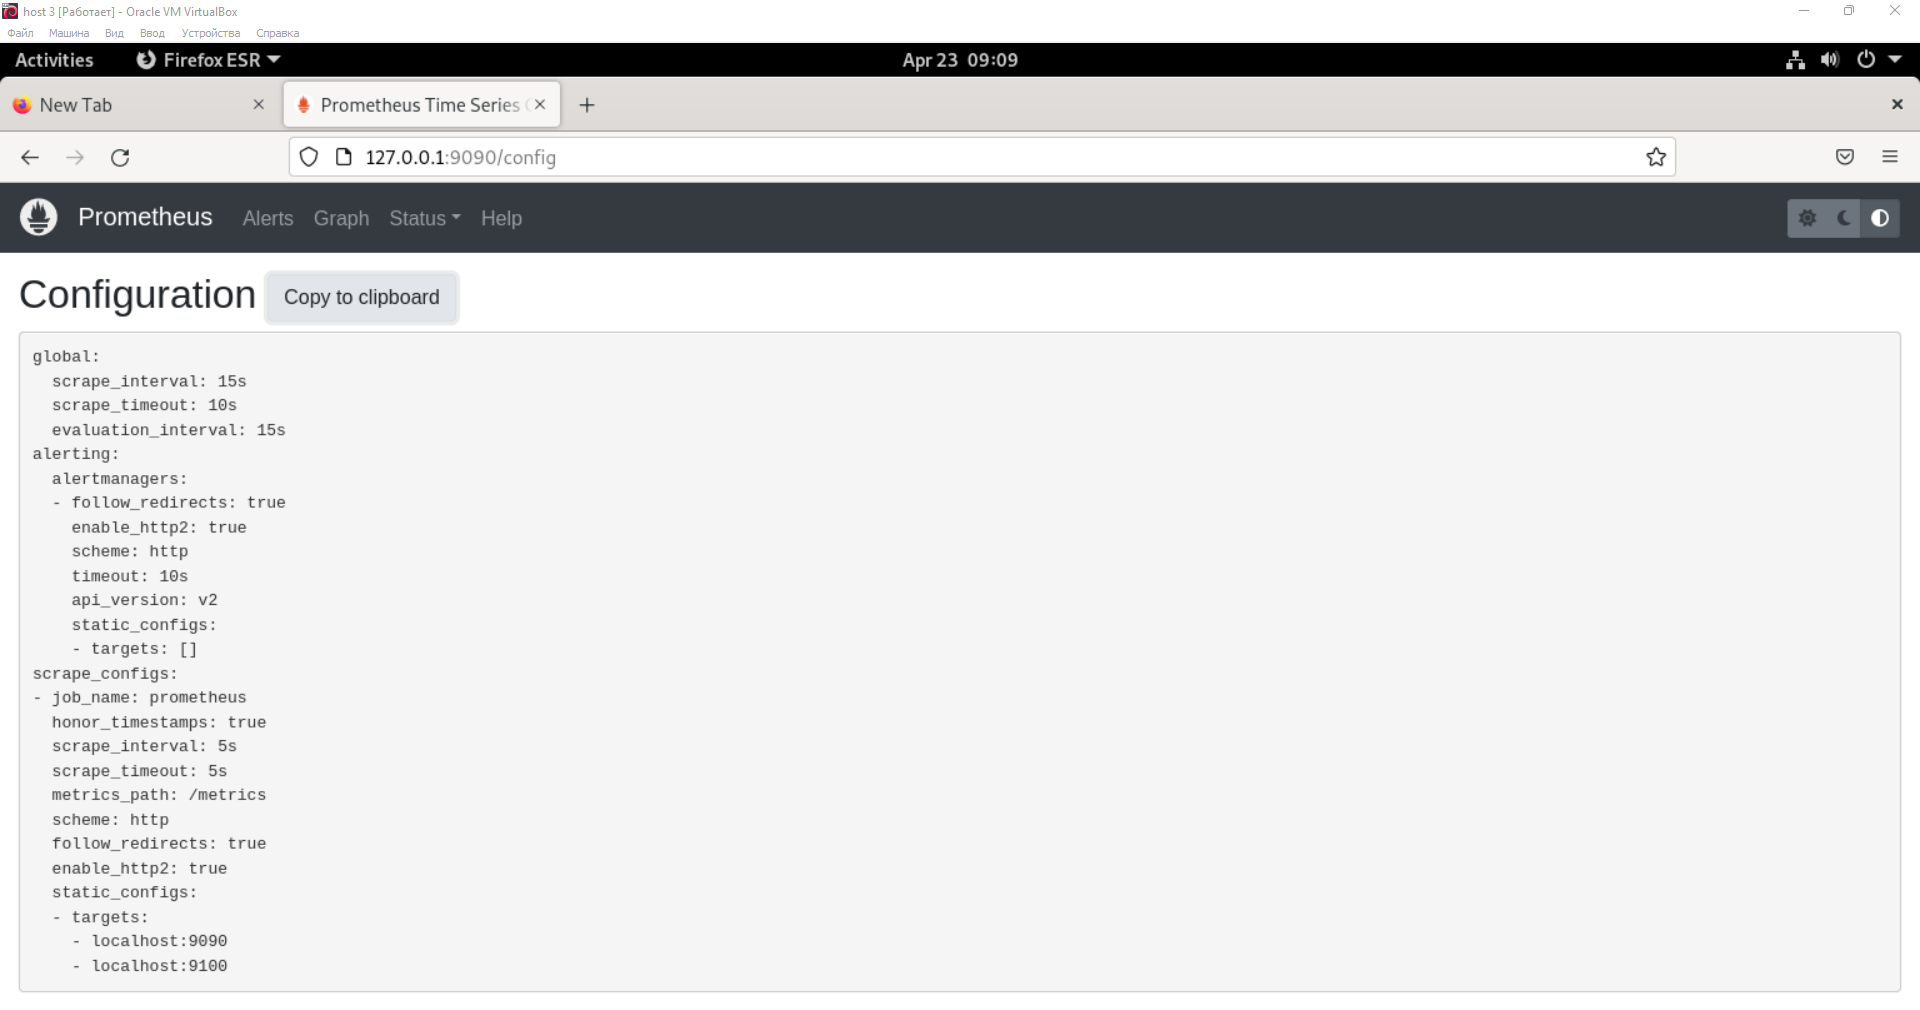 host 3 [Работает] - Oracle VM VirtualBox
Файл Машина Вид Ввод Устройства Справка
Activities Firefox ESR Apr 23 09:09
New Tab Prometheus Time Series
127.0.0.1:9090/config
Prometheus Alerts Graph Status Help
Configuration Copy to clipboard
global:
  scrape_interval: 15s
  scrape_timeout: 10s
  evaluation_interval: 15s
alerting:
  alertmanagers:
  - follow_redirects: true
    enable_http2: true
    scheme: http
    timeout: 10s
    api_version: v2
    static_configs:
    - targets: []
scrape_configs:
- job_name: prometheus
  honor_timestamps: true
  scrape_interval: 5s
  scrape_timeout: 5s
  metrics_path: /metrics
  scheme: http
  follow_redirects: true
  enable_http2: true
  static_configs:
  - targets:
    - localhost:9090
    - localhost:9100